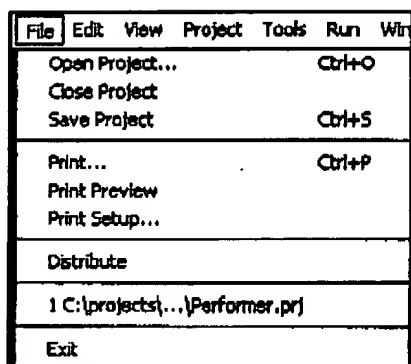 File Edit View Project Tools Run
Open Project... Ctrl+O
Close Project
Save Project Ctrl+S
Print... Ctrl+P
Print Preview
Print Setup...
Distribute
1 C:\projects\...\Performer.prj
Exit